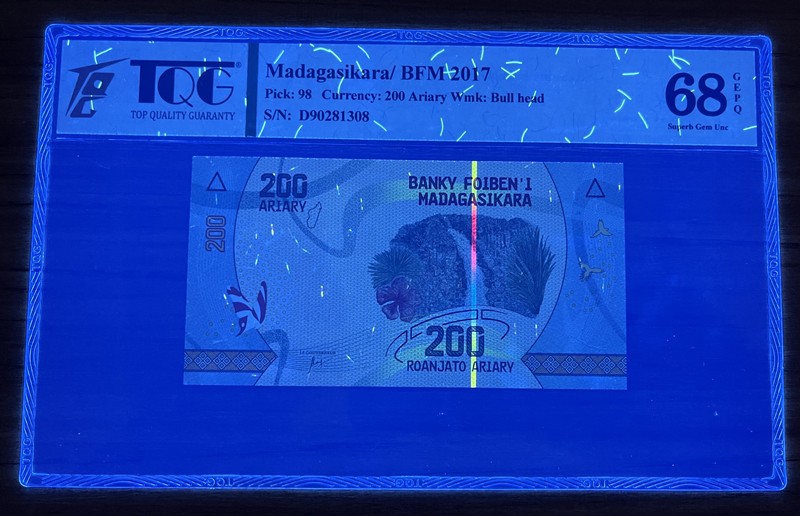 TQG®
TOP QUALITY GUARANTY
Madagasikara/ BFM 2017
Pick: 98 Currency: 200 Ariary Wmk: Bull head
S/N: D90281308
68
GEPQ
Superb Gem Unc
200
ARIARY
BANKY FOIBEN'I
MADAGASIKARA
200
200
ROANJATO ARIARY